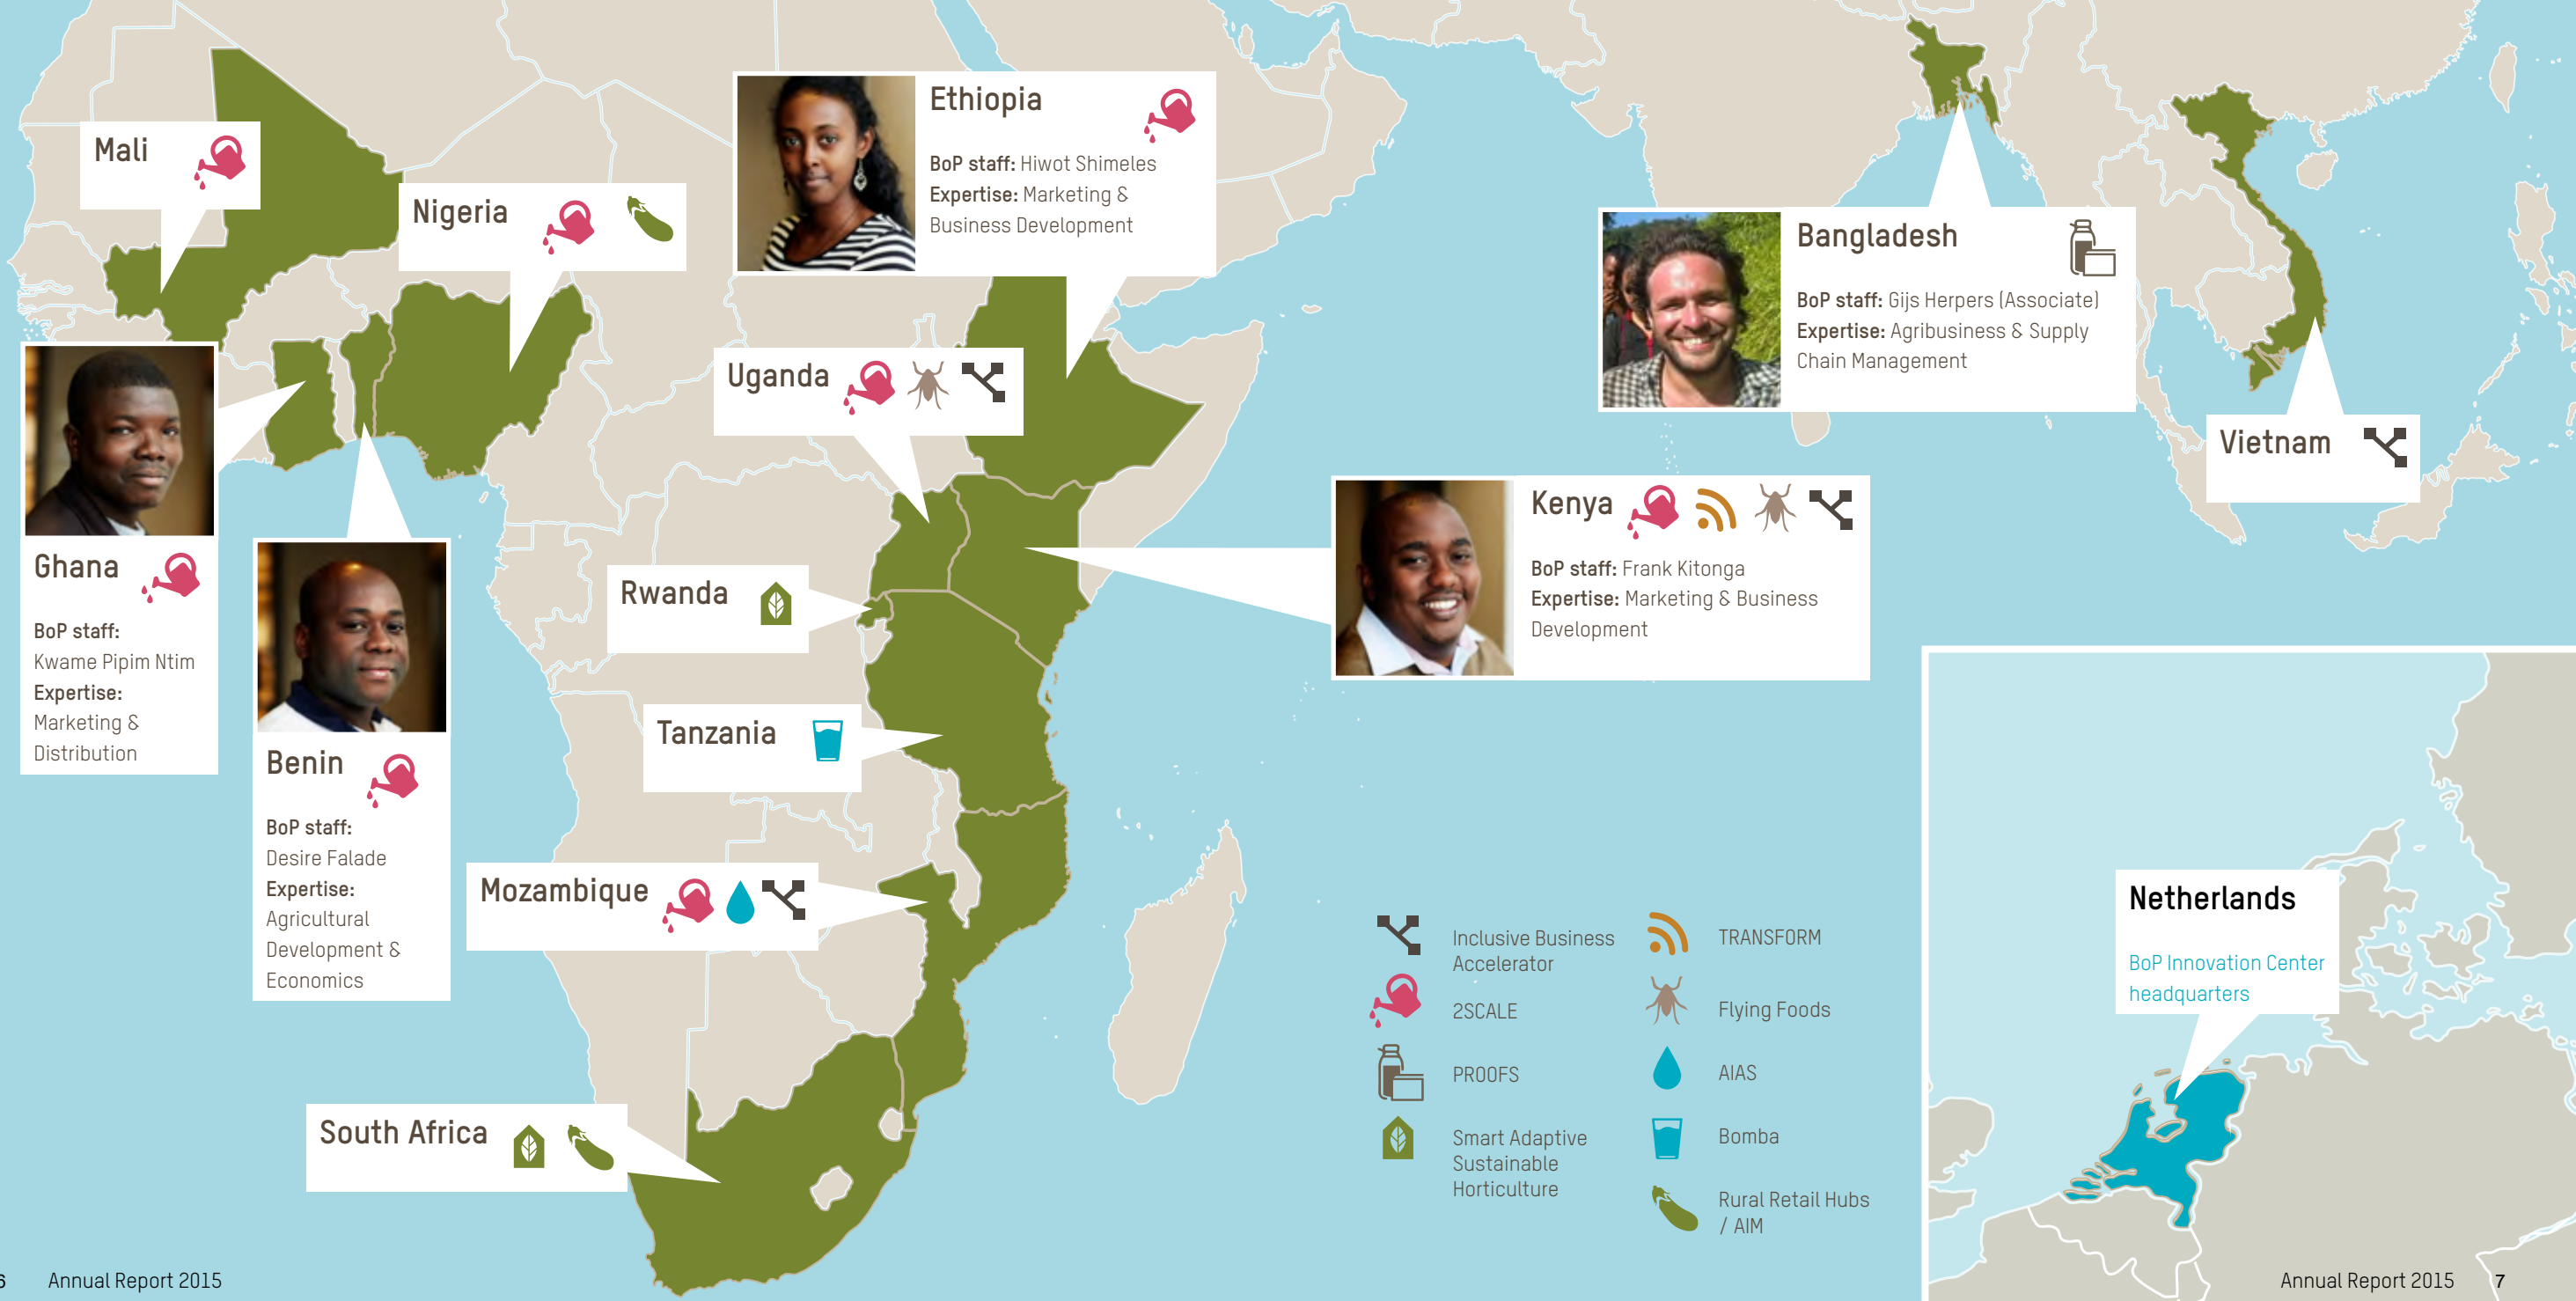 Mali
Nigeria
Ethiopia
BoP staff: Hiwot Shimeles
Expertise: Marketing &
Business Development
Bangladesh
BoP staff: Gijs Herpers (Associate)
Expertise: Agribusiness & Supply
Chain Management
Uganda
Vietnam
Kenya
BoP staff: Frank Kitonga
Expertise: Marketing & Business
Development
Ghana
BoP staff:
Kwame Pipim Ntim
Expertise:
Marketing &
Distribution
Benin
BoP staff:
Desire Falade
Expertise:
Agricultural
Development &
Economics
Rwanda
Tanzania
Mozambique
South Africa
Inclusive Business
Accelerator
2SCALE
PROOFS
Smart Adaptive
Sustainable
Horticulture
TRANSFORM
Flying Foods
AIAS
Bomba
Rural Retail Hubs
/ AIM
Netherlands
BoP Innovation Center
headquarters
6 Annual Report 2015
Annual Report 2015 7